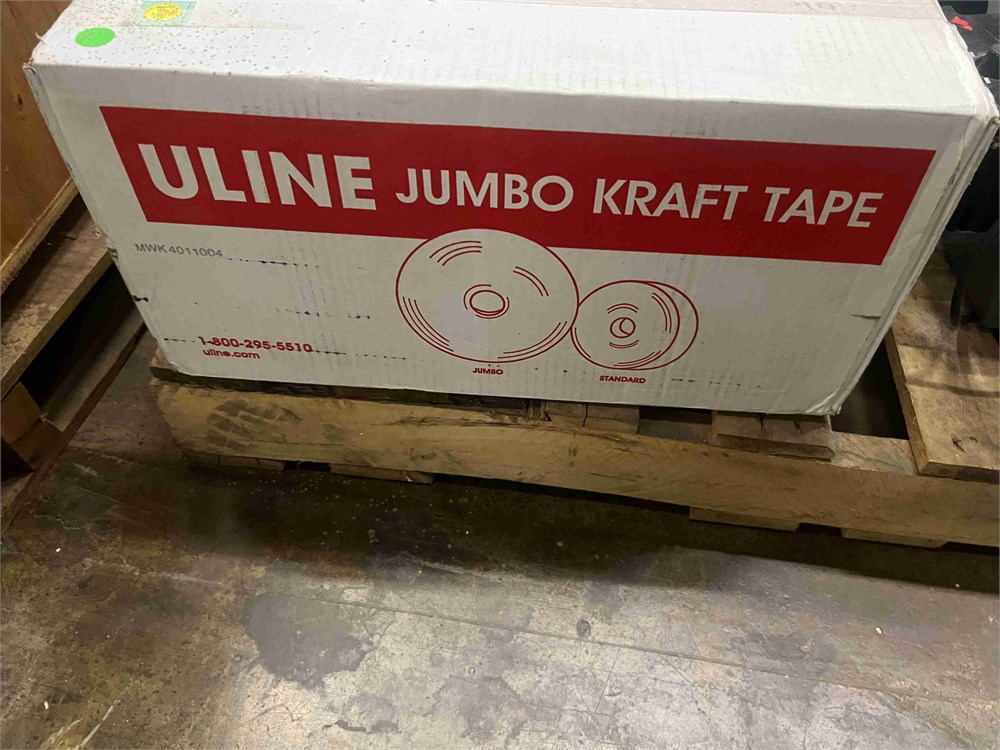 ULINE JUMBO KRAFT TAPE
MWK4011004
1-800-295-5510
uline.com
JUMBO
STANDARD